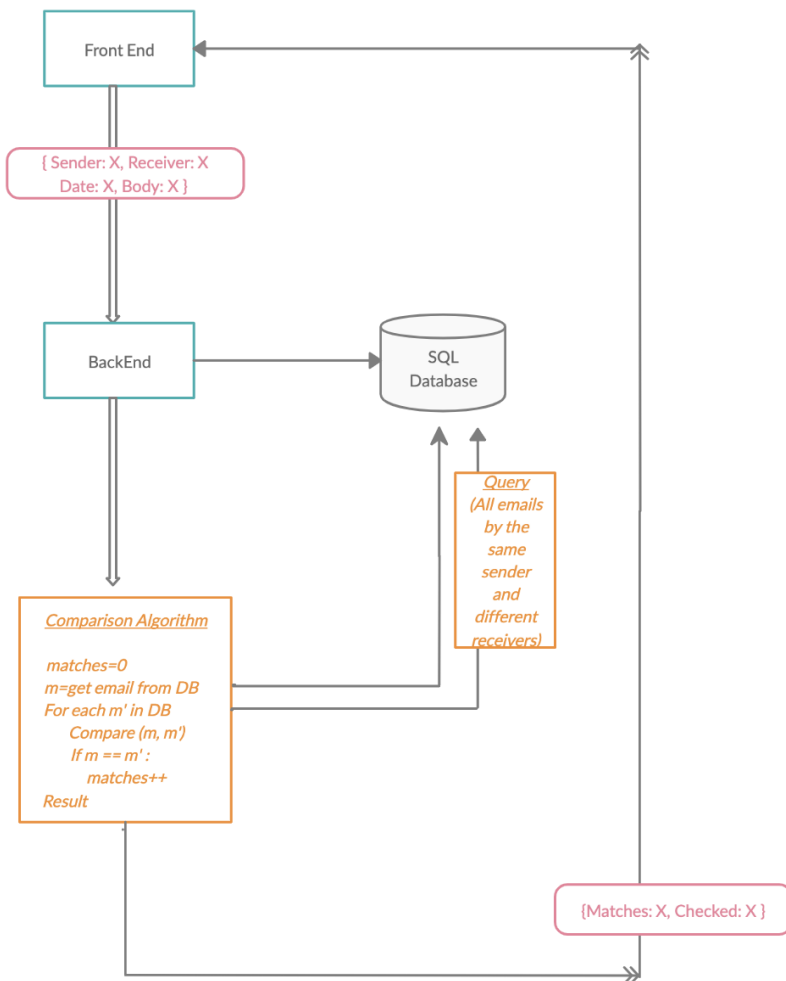 Front End
{ Sender: X, Receiver: X
Date: X, Body: X }
BackEnd
SQL
Database
Query
(All emails
by the
same
sender
and
different
receivers)
Comparison Algorithm
matches=0
m=get email from DB
For each m' in DB
Compare (m, m')
If m == m' :
matches++
Result
{Matches: X, Checked: X }